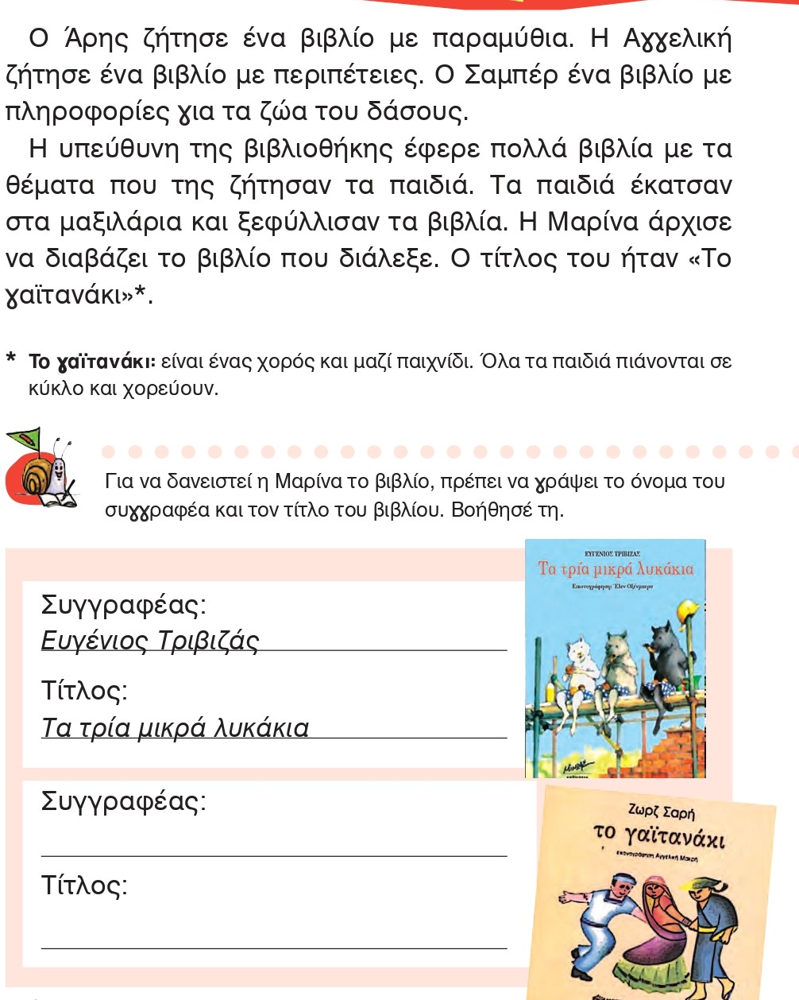 Ο Άρης ζήτησε ένα βιβλίο με παραμύθια. Η Αγγελική
ζήτησε ένα βιβλίο με περιπέτειες. Ο Σαμπέρ ένα βιβλίο με
πληροφορίες για τα ζώα του δάσους.
Η υπεύθυνη της βιβλιοθήκης έφερε πολλά βιβλία με τα
θέματα που της ζήτησαν τα παιδιά. Τα παιδιά έκατσαν
στα μαξιλάρια και ξεφύλλισαν τα βιβλία. Η Μαρίνα άρχισε
να διαβάζει το βιβλίο που διάλεξε. Ο τίτλος του ήταν «Το
γαϊτανάκι»*.
* Το γαϊτανάκι: είναι ένας χορός και μαζί παιχνίδι. Όλα τα παιδιά πιάνονται σε
κύκλο και χορεύουν.
Για να δανειστεί η Μαρίνα το βιβλίο, πρέπει να γράψει το όνομα του
συγγραφέα και τον τίτλο του βιβλίου. Βοήθησέ τη.
Συγγραφέας:
Ευγένιος Τριβιζάς
Τίτλος:
Τα τρία μικρά λυκάκια
ΕΥΓΕΝΙΟΣ ΤΡΙΒΙΖΑΣ
Τα τρία μικρά λυκάκια
Εικονογράφηση: Έλεν Οξένμπερυ
ΜΙΝΩΑΣ
Συγγραφέας:
Τίτλος:
Ζωρζ Σαρή
το γαϊτανάκι
εικονογράφηση Αγγελική Μακρή